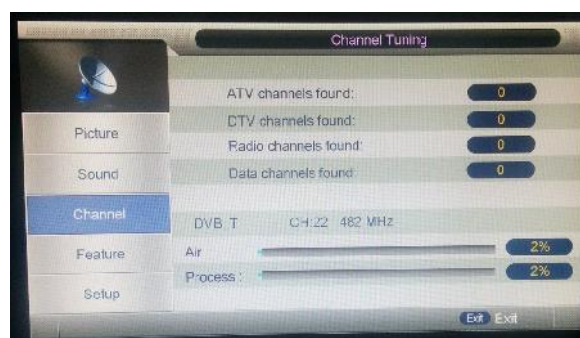 Channel Tuning
ATV channels found: 0
DTV channels found: 0
Radio channels found: 0
Data channels found: 0
Picture
Sound
Channel
Feature
Setup
DVB T CH:22 482 MHz
Air 2%
Process : 2%
Exit Exit